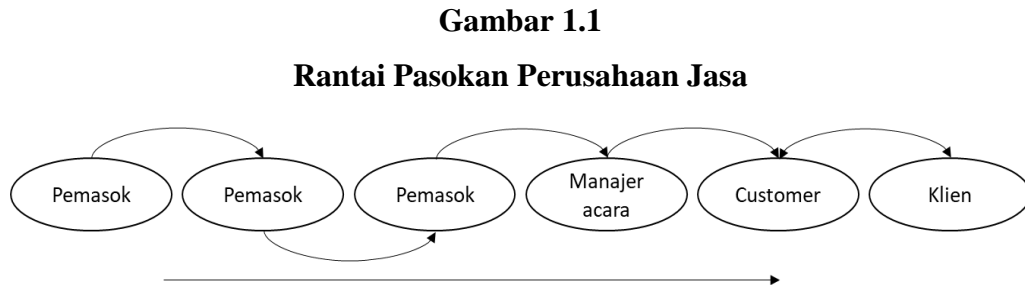 Gambar 1.1
Rantai Pasokan Perusahaan Jasa
Pemasok
Pemasok
Pemasok
Manajer
acara
Customer
Klien